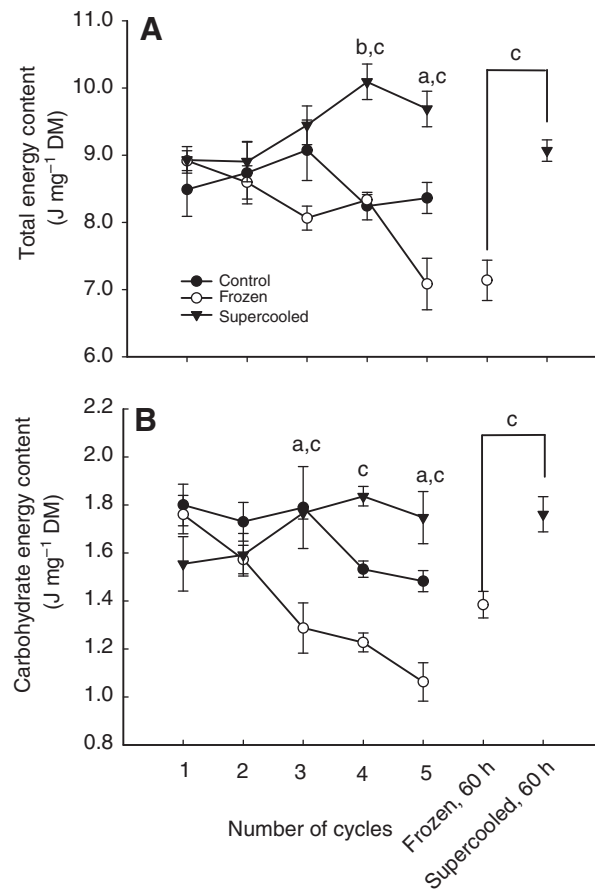 A
11.0
10.0
9.0
8.0
7.0
6.0
Total energy content
(J mg⁻¹ DM)
b,c
a,c
c
Control
Frozen
Supercooled
B
2.2
2.0
1.8
1.6
1.4
1.2
1.0
0.8
Carbohydrate energy content
(J mg⁻¹ DM)
a,c
c
a,c
c
1 2 3 4 5 Frozen, 60 h Supercooled, 60 h
Number of cycles